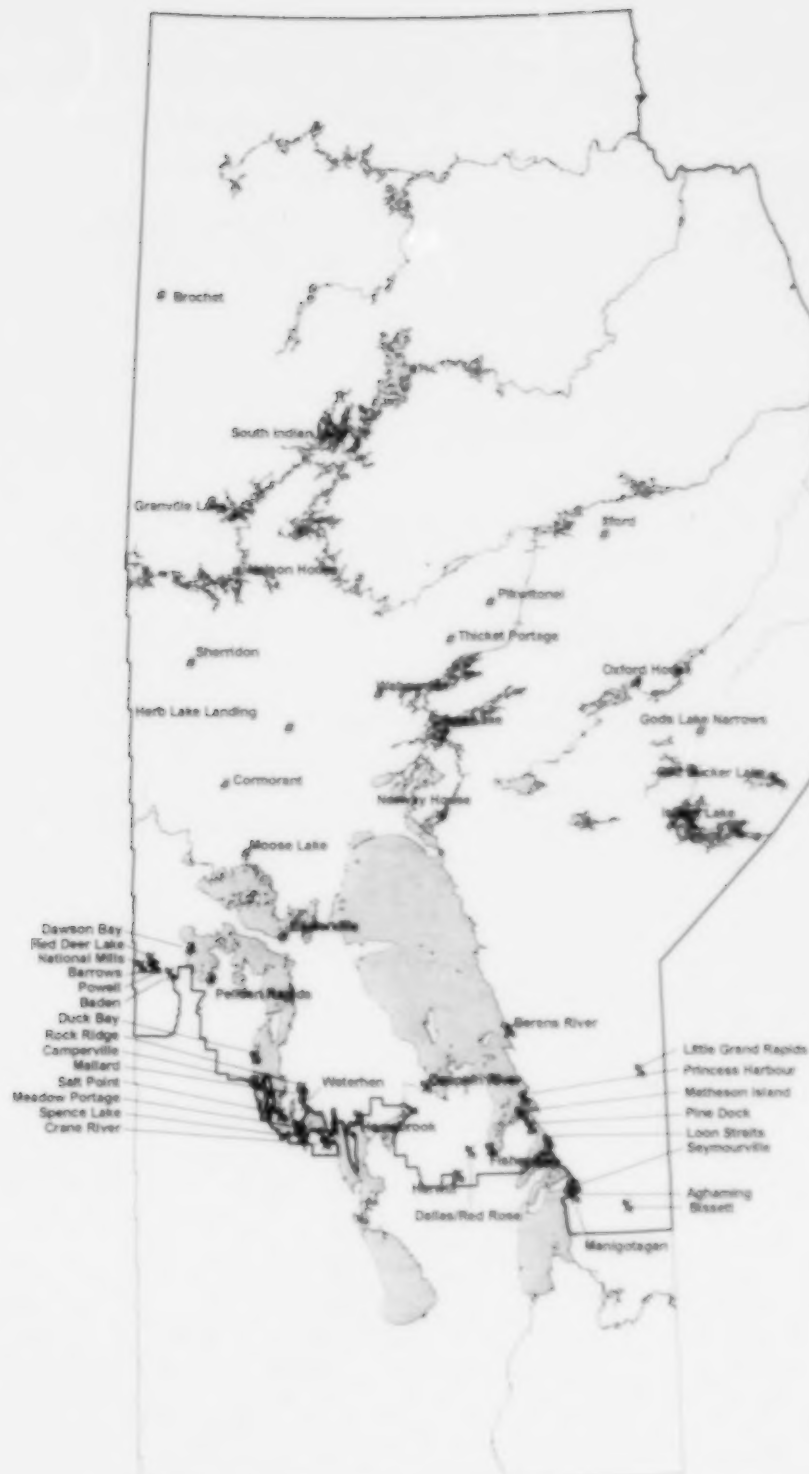 Brochet
South Indian
Granville
Ilford
Pikwitonei
Thicket Portage
Sherridon
Herb Lake Landing
Gods Lake Narrows
Cormorant
Norway House
Moose Lake
Dawson Bay
Red Deer Lake
National Mills
Barrows
Powell
Baden
Pelican Rapids
Duck Bay
Rock Ridge
Camperville
Mallard
Salt Point
Meadow Portage
Spence Lake
Crane River
Waterhen
Berens River
Little Grand Rapids
Princess Harbour
Matheson Island
Pine Dock
Loon Straits
Seymourville
Aghaming
Bissett
Dallas/Red Rose
Manigotagan